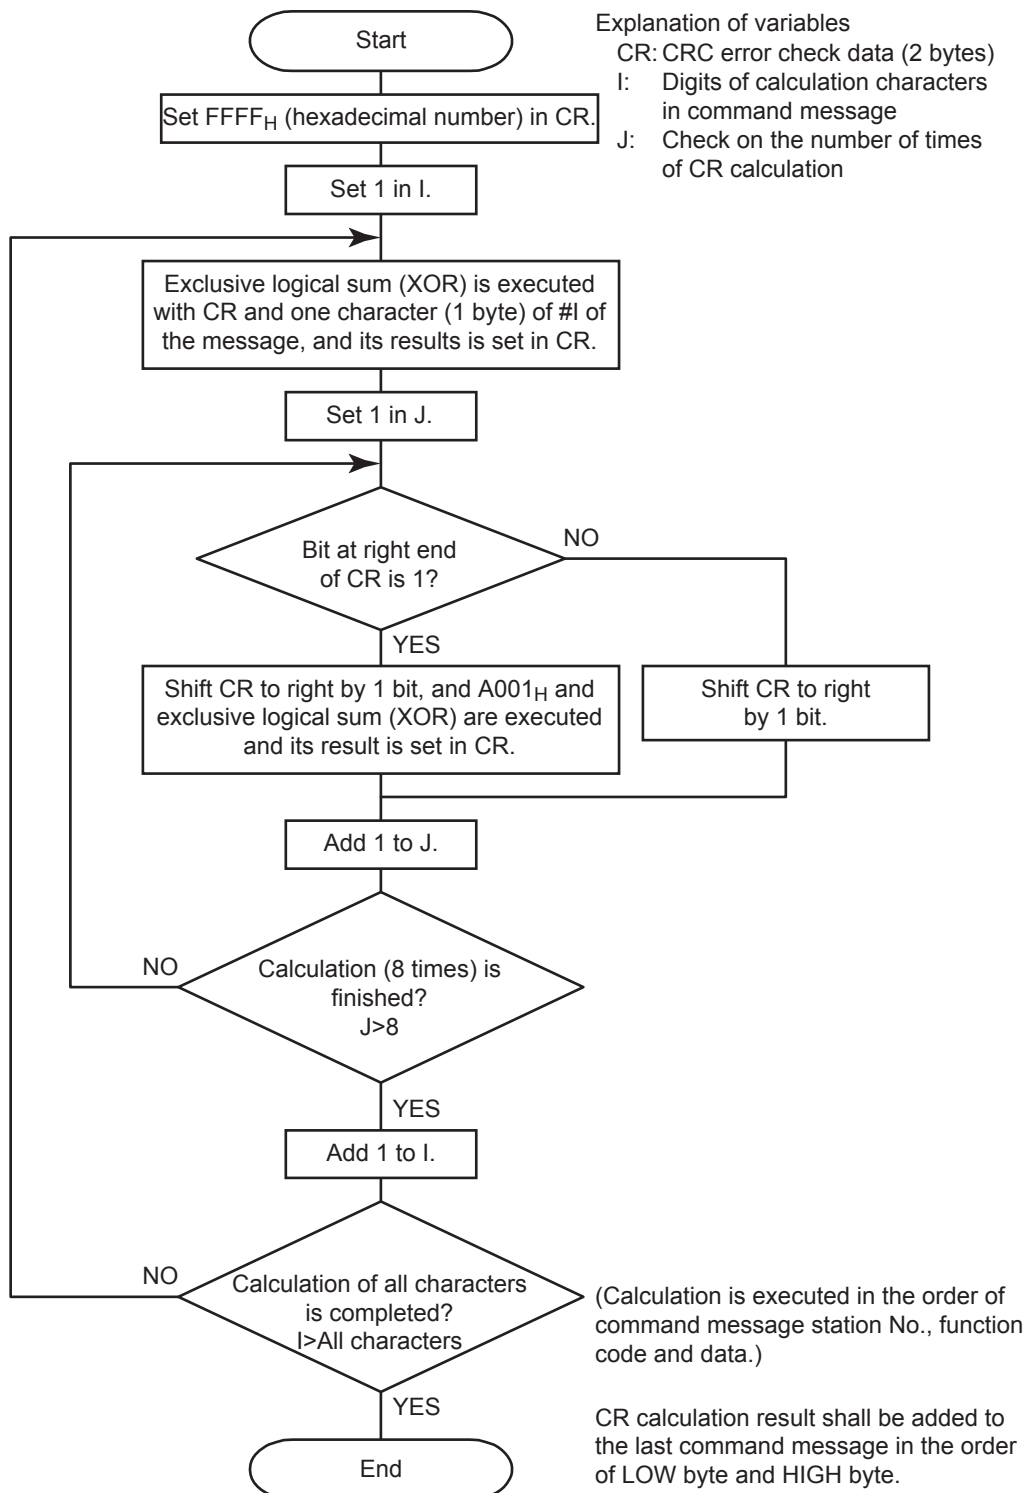 Start
Explanation of variables
CR: CRC error check data (2 bytes)
I: Digits of calculation characters
in command message
J: Check on the number of times
of CR calculation
Set FFFFH (hexadecimal number) in CR.
Set 1 in I.
Exclusive logical sum (XOR) is executed
with CR and one character (1 byte) of #I of
the message, and its results is set in CR.
Set 1 in J.
Bit at right end
of CR is 1?
NO
YES
Shift CR to right by 1 bit, and A001H and
exclusive logical sum (XOR) are executed
and its result is set in CR.
Shift CR to right
by 1 bit.
Add 1 to J.
NO
Calculation (8 times) is
finished?
J>8
YES
Add 1 to I.
NO
Calculation of all characters
is completed?
I>All characters
YES
(Calculation is executed in the order of
command message station No., function
code and data.)
CR calculation result shall be added to
the last command message in the order
of LOW byte and HIGH byte.
End